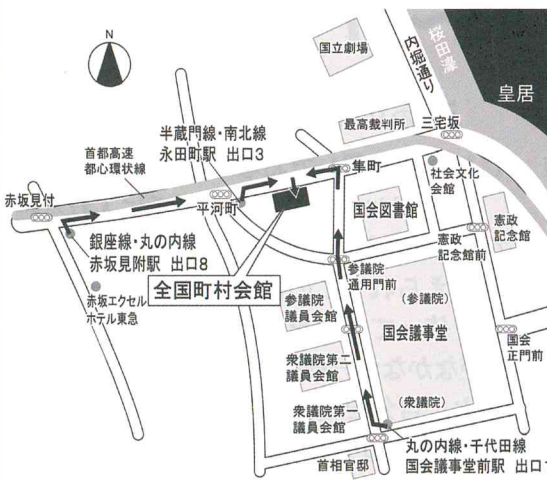 N
国立劇場
内堀通り
桜田濠
皇居
半蔵門線・南北線
永田町駅 出口3
最高裁判所
三宅坂
首都高速
都心環状線
隼町
社会文化
会館
赤坂見付
平河町
国会図書館
憲政
記念館
銀座線・丸の内線
赤坂見附駅 出口8
憲政
記念館前
参議院
通用門前
全国町村会館
赤坂エクセル
ホテル東急
参議院
議員会館
(参議院)
国会議事堂
国会
正門前
衆議院第二
議員会館
(衆議院)
衆議院第一
議員会館
丸の内線・千代田線
国会議事堂前駅 出口1
首相官邸